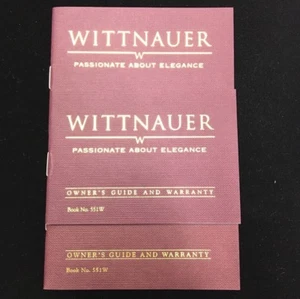 WITTNAUER
W
PASSIONATE ABOUT ELEGANCE
WITTNAUER
W
PASSIONATE ABOUT ELEGANCE
OWNER'S GUIDE AND WARRANTY
Book No. 551W
OWNER'S GUIDE AND WARRANTY
Book No. 551W